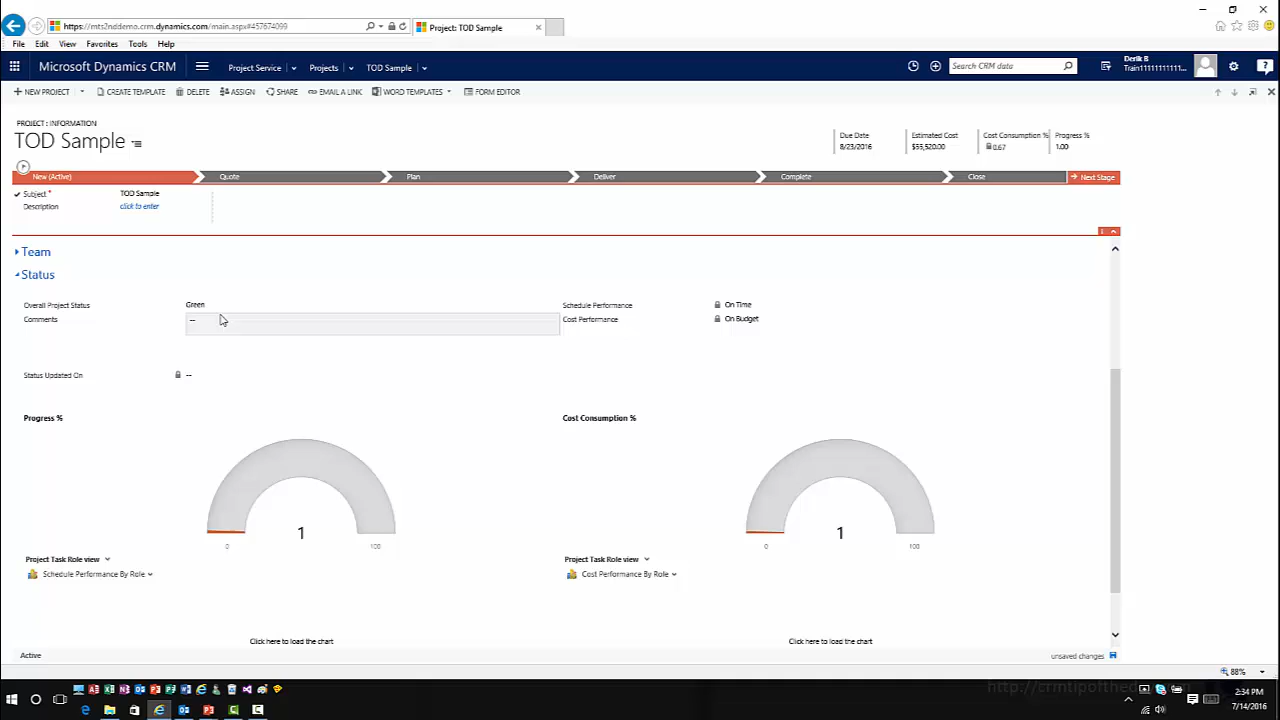 https://mts2nddemo.crm.dynamics.com/main.aspx#457674099
Project: TOD Sample
File Edit View Favorites Tools Help
Microsoft Dynamics CRM
Project Service
Projects
TOD Sample
Search CRM data
Derik B
Train11111111111...
NEW PROJECT
CREATE TEMPLATE
DELETE
ASSIGN
SHARE
EMAIL A LINK
WORD TEMPLATES
FORM EDITOR
PROJECT : INFORMATION
TOD Sample
Due Date
8/23/2016
Estimated Cost
Cost Consumption %
0.67
Progress %
1.00
New (Active)
Quote
Plan
Deliver
Complete
Close
Next Stage
Subject *
TOD Sample
Description
click to enter
Team
Status
Overall Project Status
Green
Schedule Performance
On Time
Comments
--
Cost Performance
On Budget
Status Updated On
--
Progress %
Cost Consumption %
1
0
100
1
0
100
Project Task Role view
Schedule Performance By Role
Project Task Role view
Cost Performance By Role
Click here to load the chart
Click here to load the chart
Active
unsaved changes
88%
2:34 PM
7/14/2016